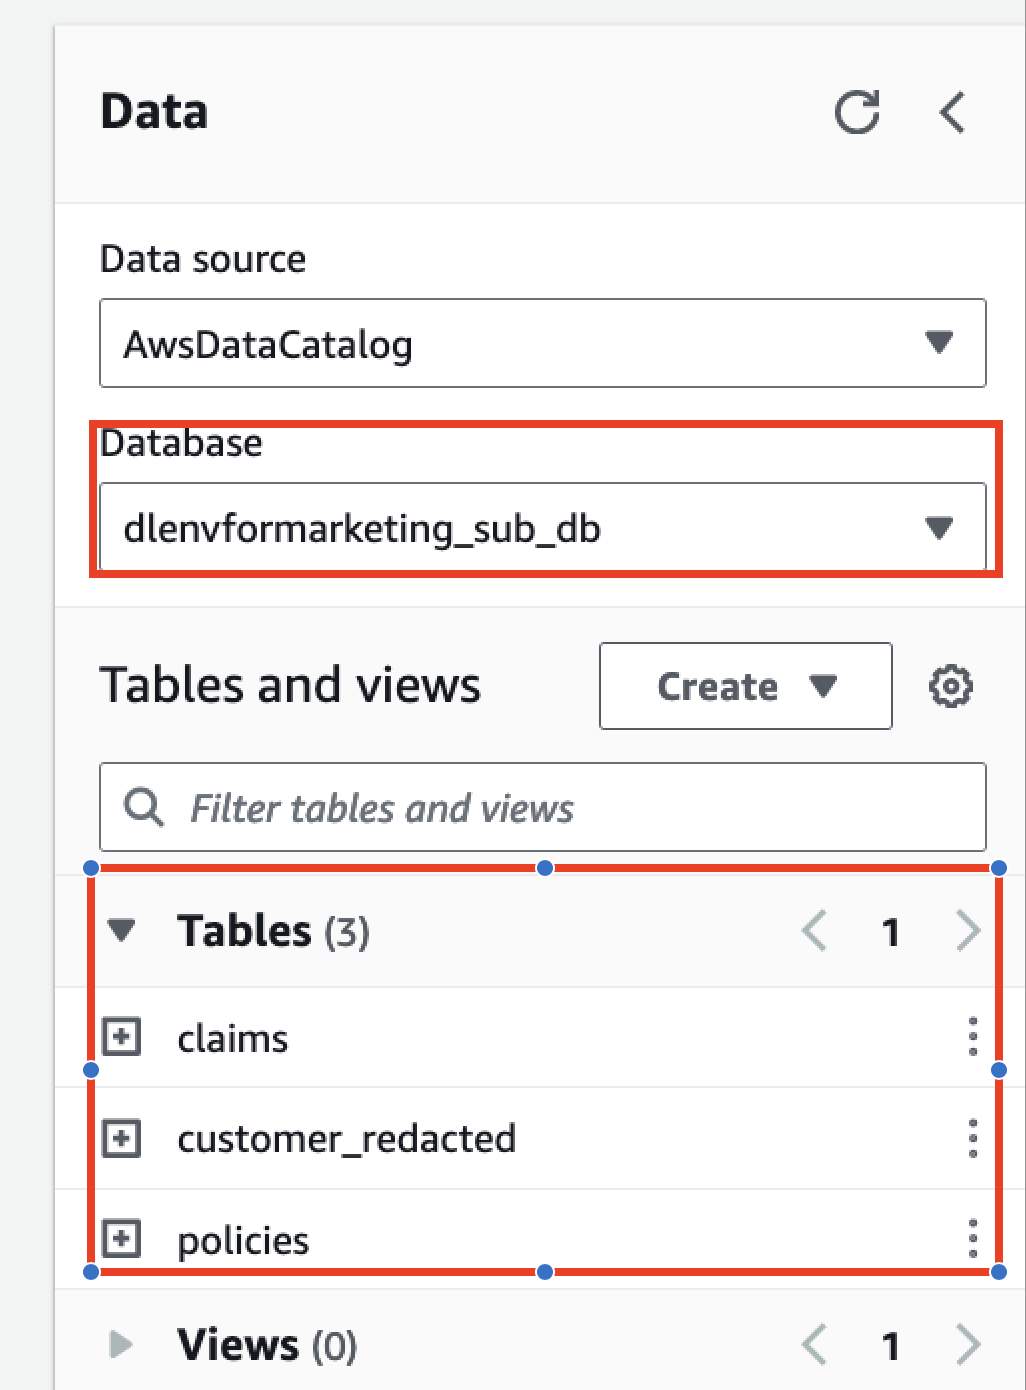 Data
Data source
AwsDataCatalog
Database
dlenvformarketing_sub_db
Tables and views
Create
Filter tables and views
Tables (3)
1
claims
customer_redacted
policies
Views (0)
1